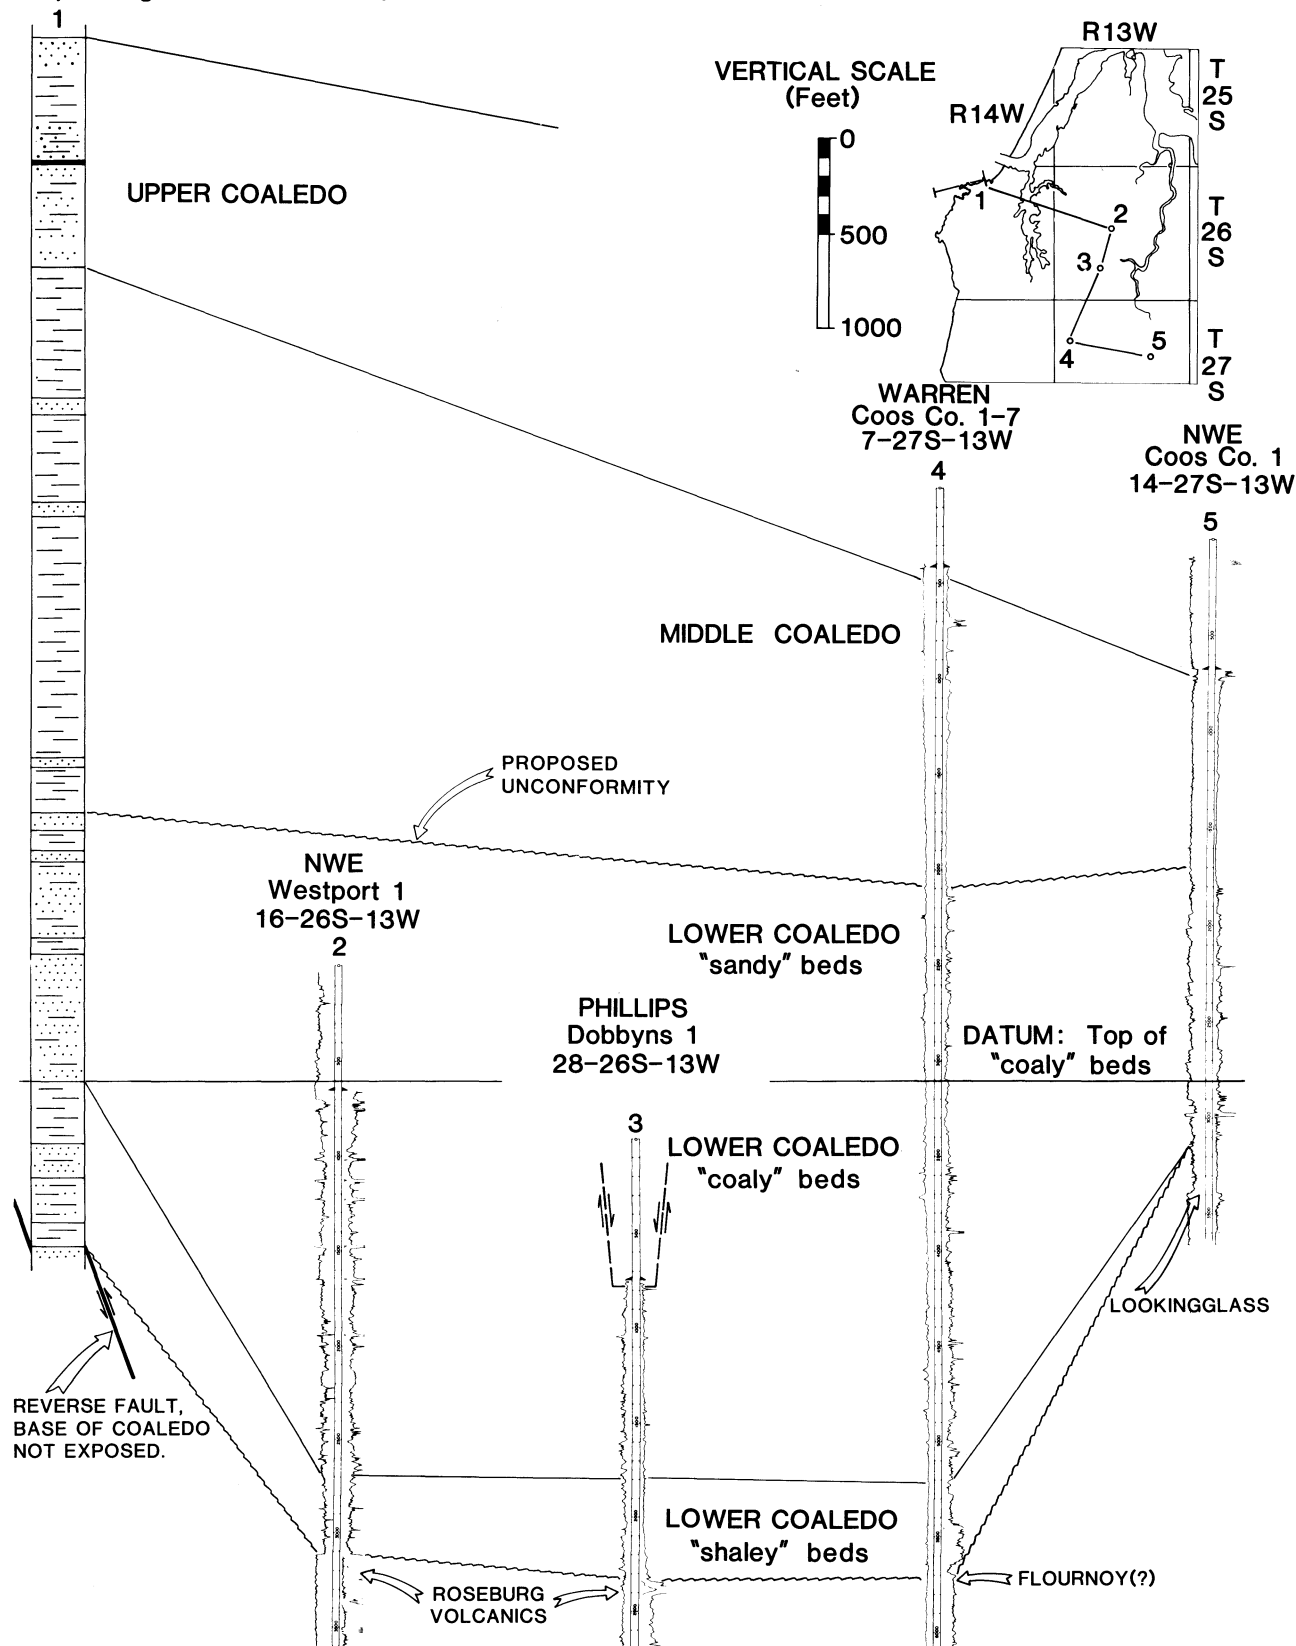 1
UPPER COALEDO
VERTICAL SCALE
(Feet)
0
500
1000
R13W
R14W
T
25
S
T
26
S
T
27
S
1
2
3
4
5
WARREN
Coos Co. 1-7
7-27S-13W
4
NWE
Coos Co. 1
14-27S-13W
5
MIDDLE COALEDO
PROPOSED
UNCONFORMITY
NWE
Westport 1
16-26S-13W
2
LOWER COALEDO
"sandy" beds
PHILLIPS
Dobbyns 1
28-26S-13W
3
DATUM: Top of
"coaly" beds
LOWER COALEDO
"coaly" beds
LOOKINGGLASS
REVERSE FAULT,
BASE OF COALEDO
NOT EXPOSED.
LOWER COALEDO
"shaley" beds
ROSEBURG
VOLCANICS
FLOURNOY(?)